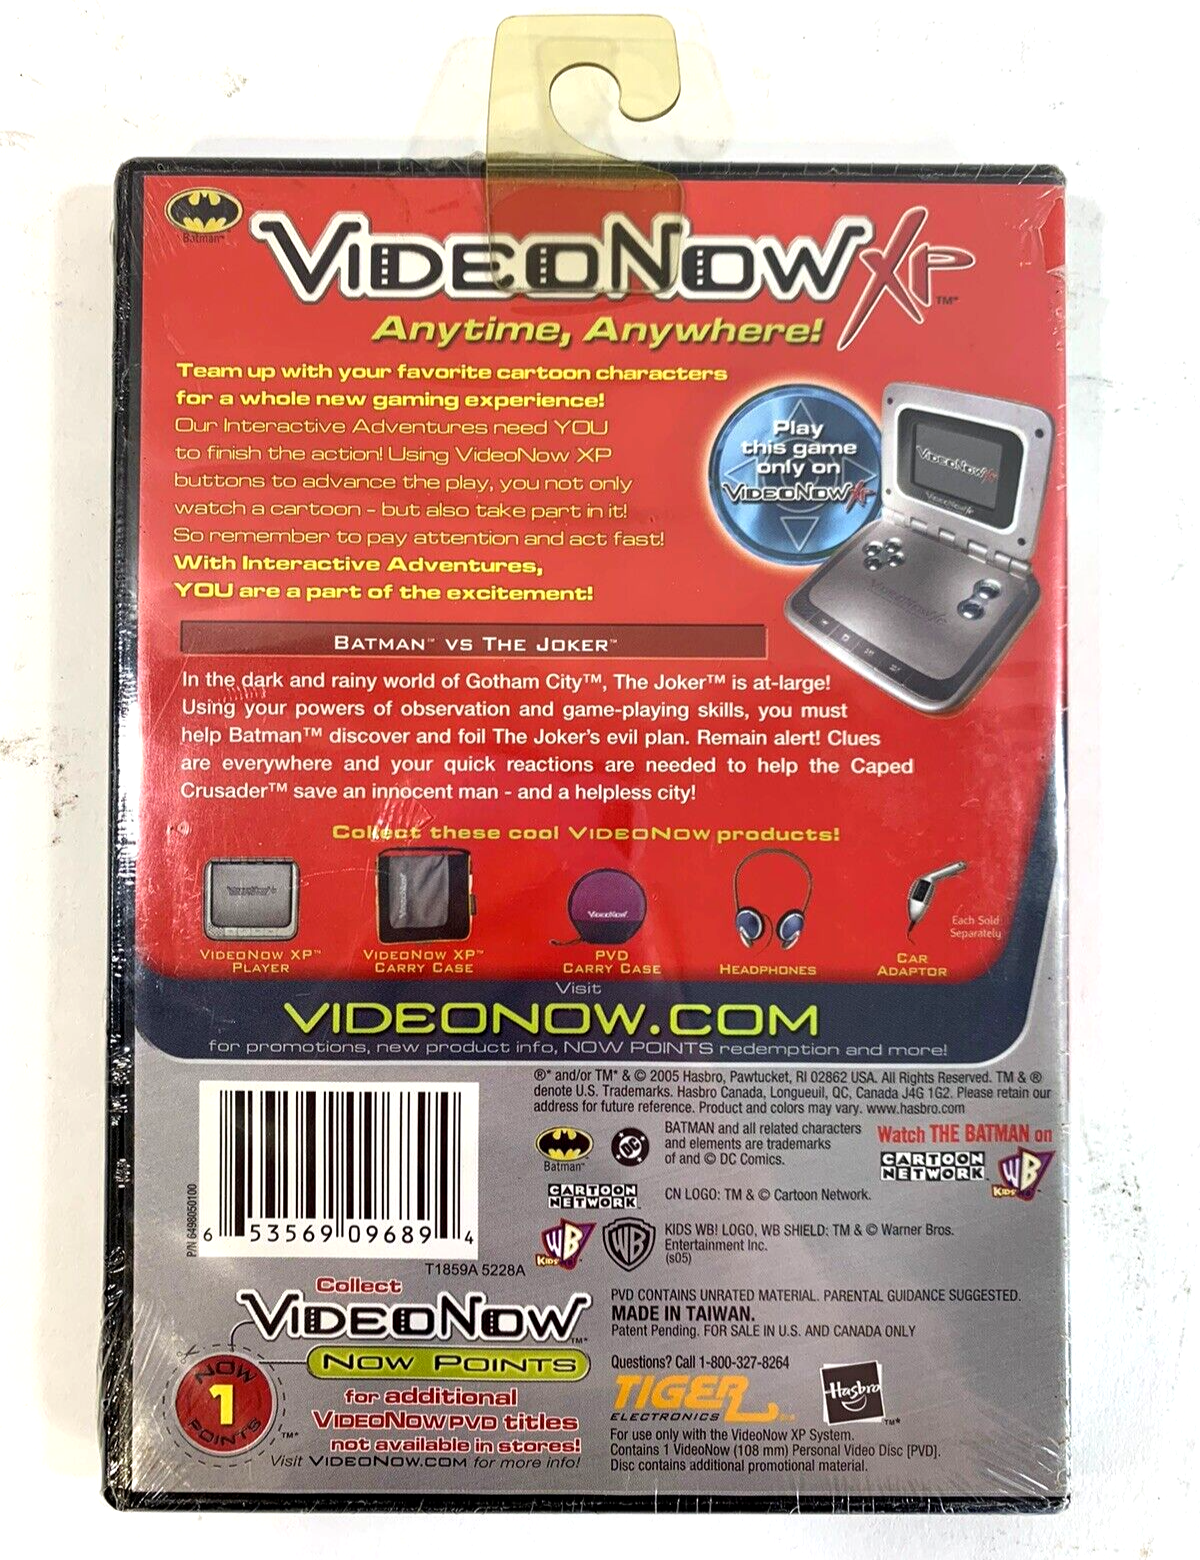 Batman™
VIDEONOW XP™*
Anytime, Anywhere!
Team up with your favorite cartoon characters
for a whole new gaming experience!
Our Interactive Adventures need YOU
to finish the action! Using VideoNow XP
buttons to advance the play, you not only
watch a cartoon - but also take part in it!
So remember to pay attention and act fast!
With Interactive Adventures,
YOU are a part of the excitement!
Play
this game
only on
VIDEONOW XP
VIDEONOW XP
VIDEONOW XP
BATMAN™ VS THE JOKER™
In the dark and rainy world of Gotham City™, The Joker™ is at-large!
Using your powers of observation and game-playing skills, you must
help Batman™ discover and foil The Joker's evil plan. Remain alert! Clues
are everywhere and your quick reactions are needed to help the Caped
Crusader™ save an innocent man - and a helpless city!
Collect these cool VIDEONOW products!
VIDEONOW XP™
PLAYER
VIDEONOW XP™
CARRY CASE
VIDEONOW
PVD
CARRY CASE
HEADPHONES
CAR
ADAPTOR
Each Sold
Separately
Visit
VIDEONOW.COM
for promotions, new product info, NOW POINTS redemption and more!
®* and/or TM* & © 2005 Hasbro, Pawtucket, RI 02862 USA. All Rights Reserved. TM & ®
denote U.S. Trademarks. Hasbro Canada, Longueuil, QC, Canada J4G 1G2. Please retain our
address for future reference. Product and colors may vary. www.hasbro.com
Batman™
DC
BATMAN and all related characters
and elements are trademarks
of and © DC Comics.
Watch THE BATMAN on
CARTOON
NETWORK
KIDS WB
CARTOON
NETWORK
CN LOGO: TM & © Cartoon Network.
KIDS WB
WB
KIDS WB! LOGO, WB SHIELD: TM & © Warner Bros.
Entertainment Inc.
(s05)
P/N 6498050100
6 53569 09689 4
T1859A 5228A
Collect
VIDEONOW™*
NOW POINTS
NOW
1
POINTS
™*
for additional
VIDEONOW PVD titles
not available in stores!
Visit VIDEONOW.COM for more info!
PVD CONTAINS UNRATED MATERIAL. PARENTAL GUIDANCE SUGGESTED.
MADE IN TAIWAN.
Patent Pending. FOR SALE IN U.S. AND CANADA ONLY
Questions? Call 1-800-327-8264
TIGER
ELECTRONICS
Hasbro
TM*
For use only with the VideoNow XP System.
Contains 1 VideoNow (108 mm) Personal Video Disc [PVD].
Disc contains additional promotional material.